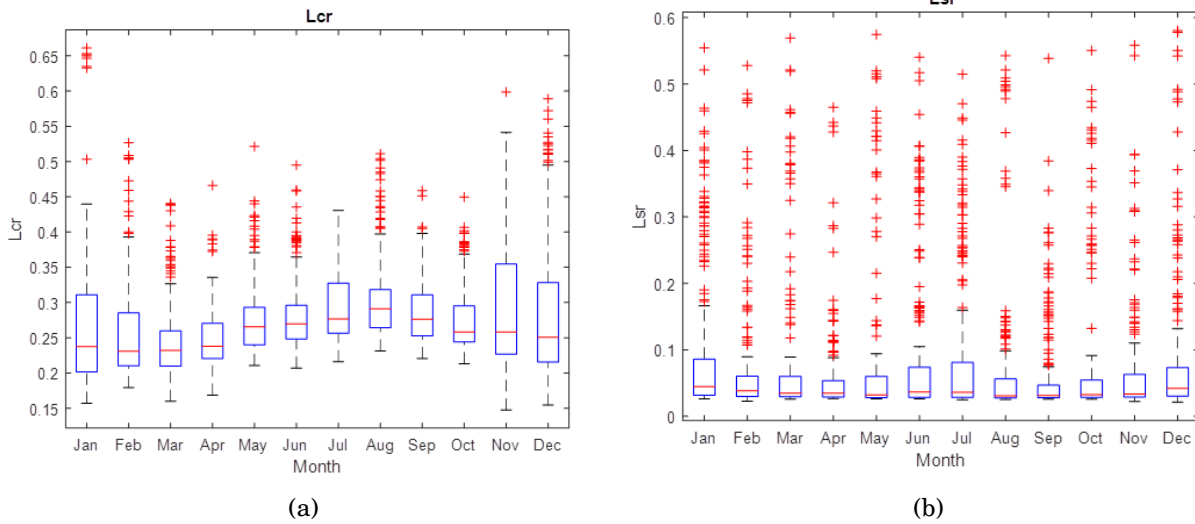 Lcr
0.65
0.6
0.55
0.5
0.45
0.4
0.35
0.3
0.25
0.2
0.15
Lcr
Jan Feb Mar Apr May Jun Jul Aug Sep Oct Nov Dec
Month
(a)
Lsr
0.6
0.5
0.4
0.3
0.2
0.1
0
Lsr
Jan Feb Mar Apr May Jun Jul Aug Sep Oct Nov Dec
Month
(b)